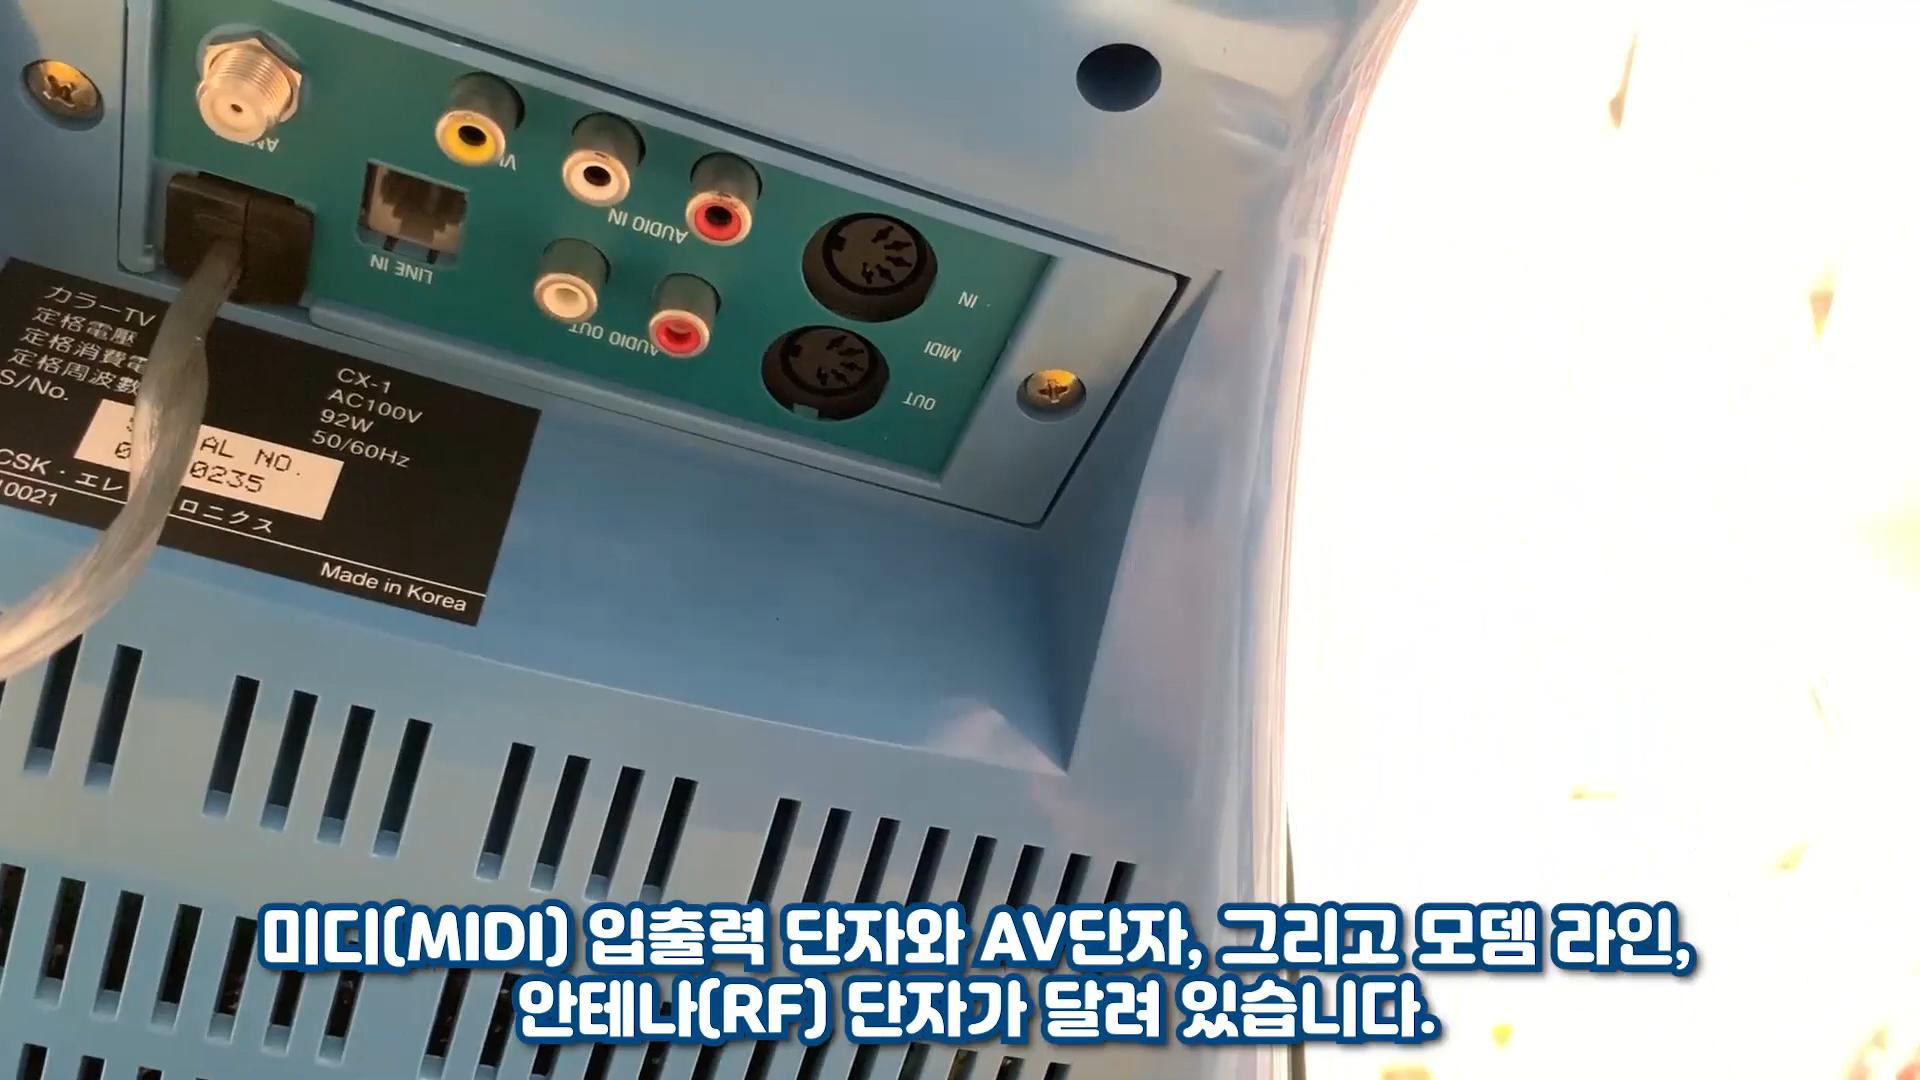 AUDIO IN
LINE IN
AUDIO OUT
IN
MIDI
OUT
カラーTV
定格電壓
定格消費電
定格周波數
S/No.
CX-1
AC100V
92W
50/60Hz
AL NO.
0235
CSK・エレ
ロニクス
10021
Made in Korea
미디(MIDI) 입출력 단자와 AV단자, 그리고 모뎀 라인,
안테나(RF) 단자가 달려 있습니다.